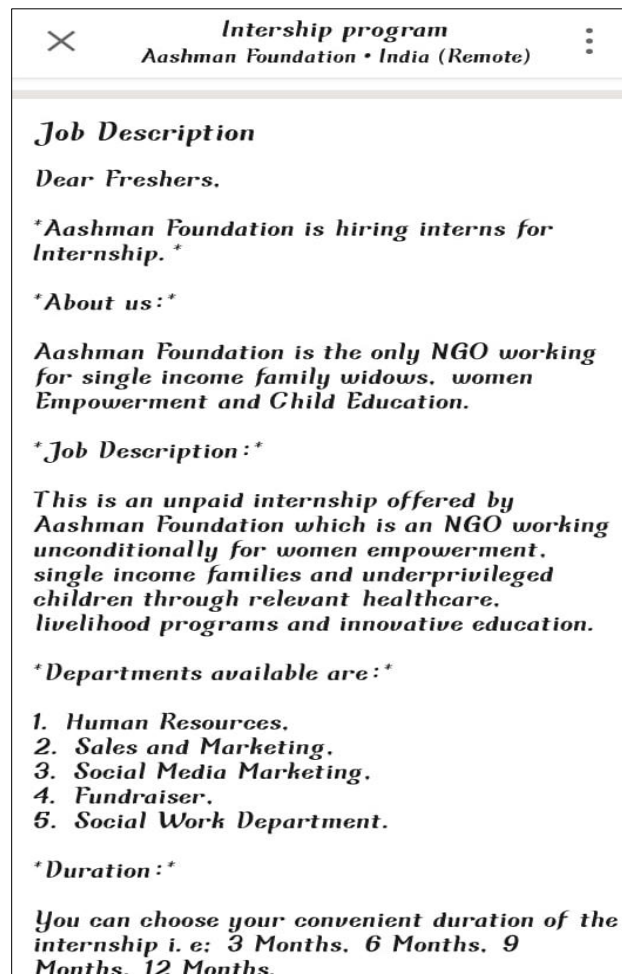 Intership program
Aashman Foundation • India (Remote)
Job Description
Dear Freshers,
*Aashman Foundation is hiring interns for
Internship.*
*About us:*
Aashman Foundation is the only NGO working
for single income family widows, women
Empowerment and Child Education.
*Job Description:*
This is an unpaid internship offered by
Aashman Foundation which is an NGO working
unconditionally for women empowerment,
single income families and underprivileged
children through relevant healthcare,
livelihood programs and innovative education.
*Departments available are:*
1. Human Resources,
2. Sales and Marketing,
3. Social Media Marketing,
4. Fundraiser,
5. Social Work Department.
*Duration:*
You can choose your convenient duration of the
internship i.e; 3 Months, 6 Months, 9
Months, 12 Months.